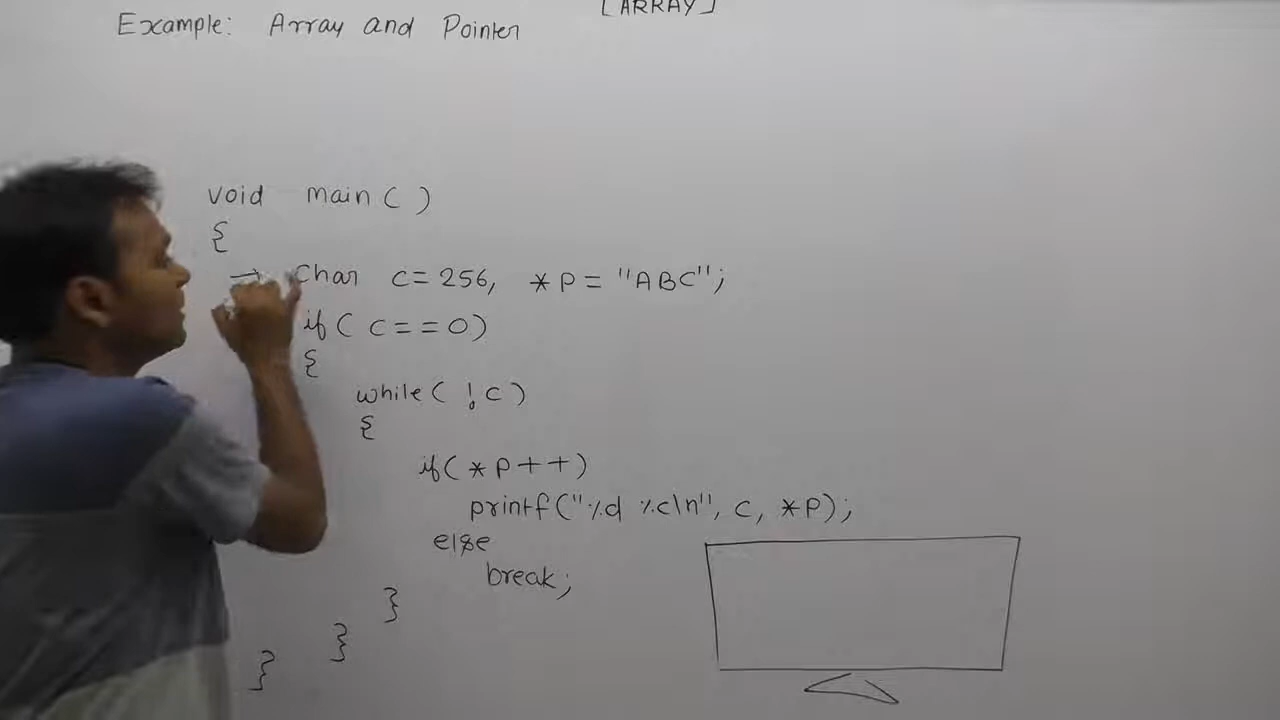 [ARRAY]
Example: Array and Pointer
void main( )
{
→ Char c=256, *P= "ABC";
if( c==0)
{
while( !c)
{
if( *p++)
printf("%d %c\n", c, *P);
else
break;
}
}
}